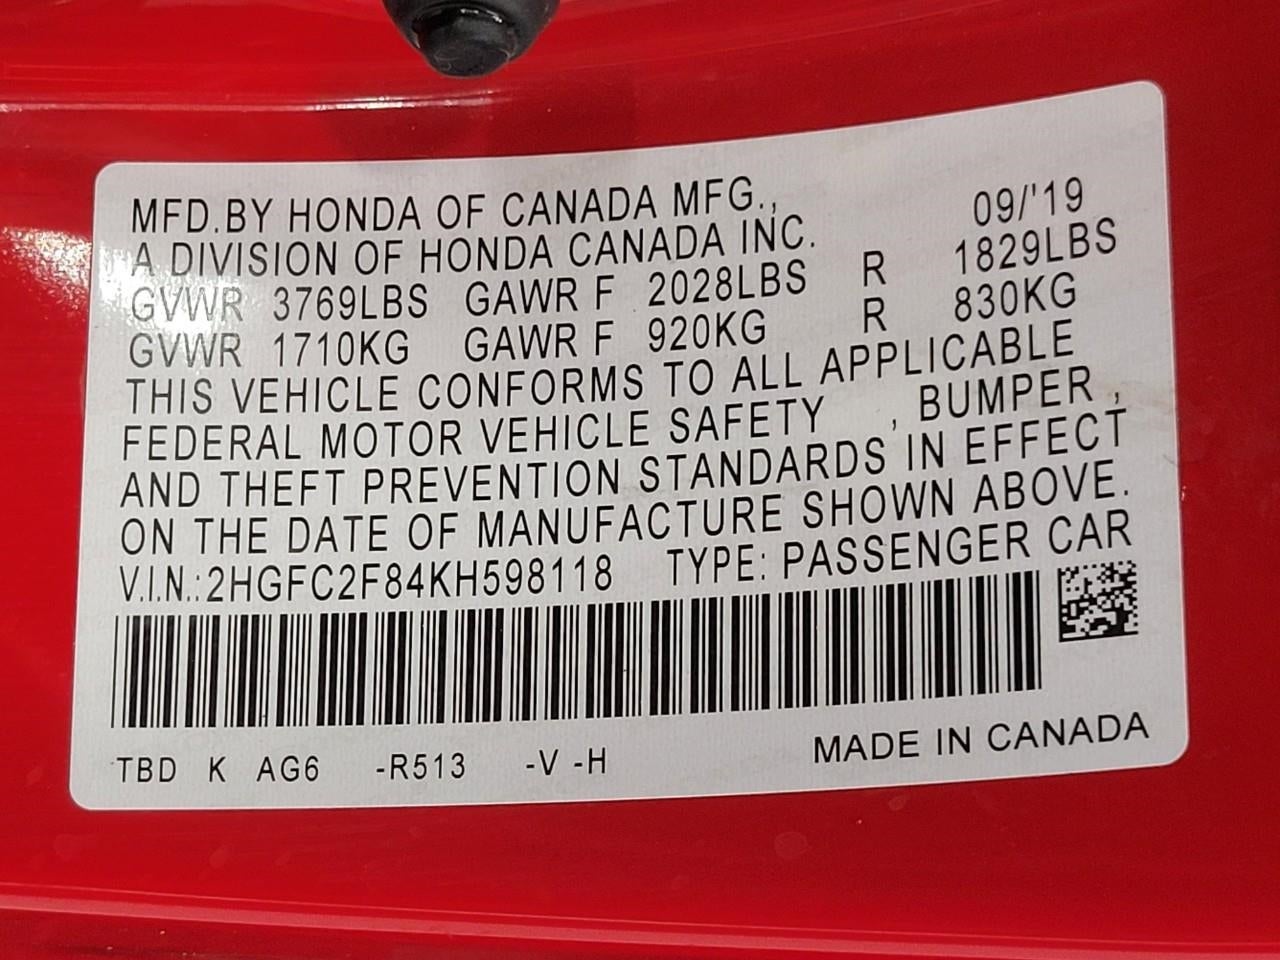 MFD.BY HONDA OF CANADA MFG., 09/'19
A DIVISION OF HONDA CANADA INC.
GVWR 3769LBS GAWR F 2028LBS R 1829LBS
GVWR 1710KG GAWR F 920KG R 830KG
THIS VEHICLE CONFORMS TO ALL APPLICABLE
FEDERAL MOTOR VEHICLE SAFETY , BUMPER ,
AND THEFT PREVENTION STANDARDS IN EFFECT
ON THE DATE OF MANUFACTURE SHOWN ABOVE.
V.I.N.:2HGFC2F84KH598118 TYPE: PASSENGER CAR
TBD K AG6 -R513 -V -H MADE IN CANADA